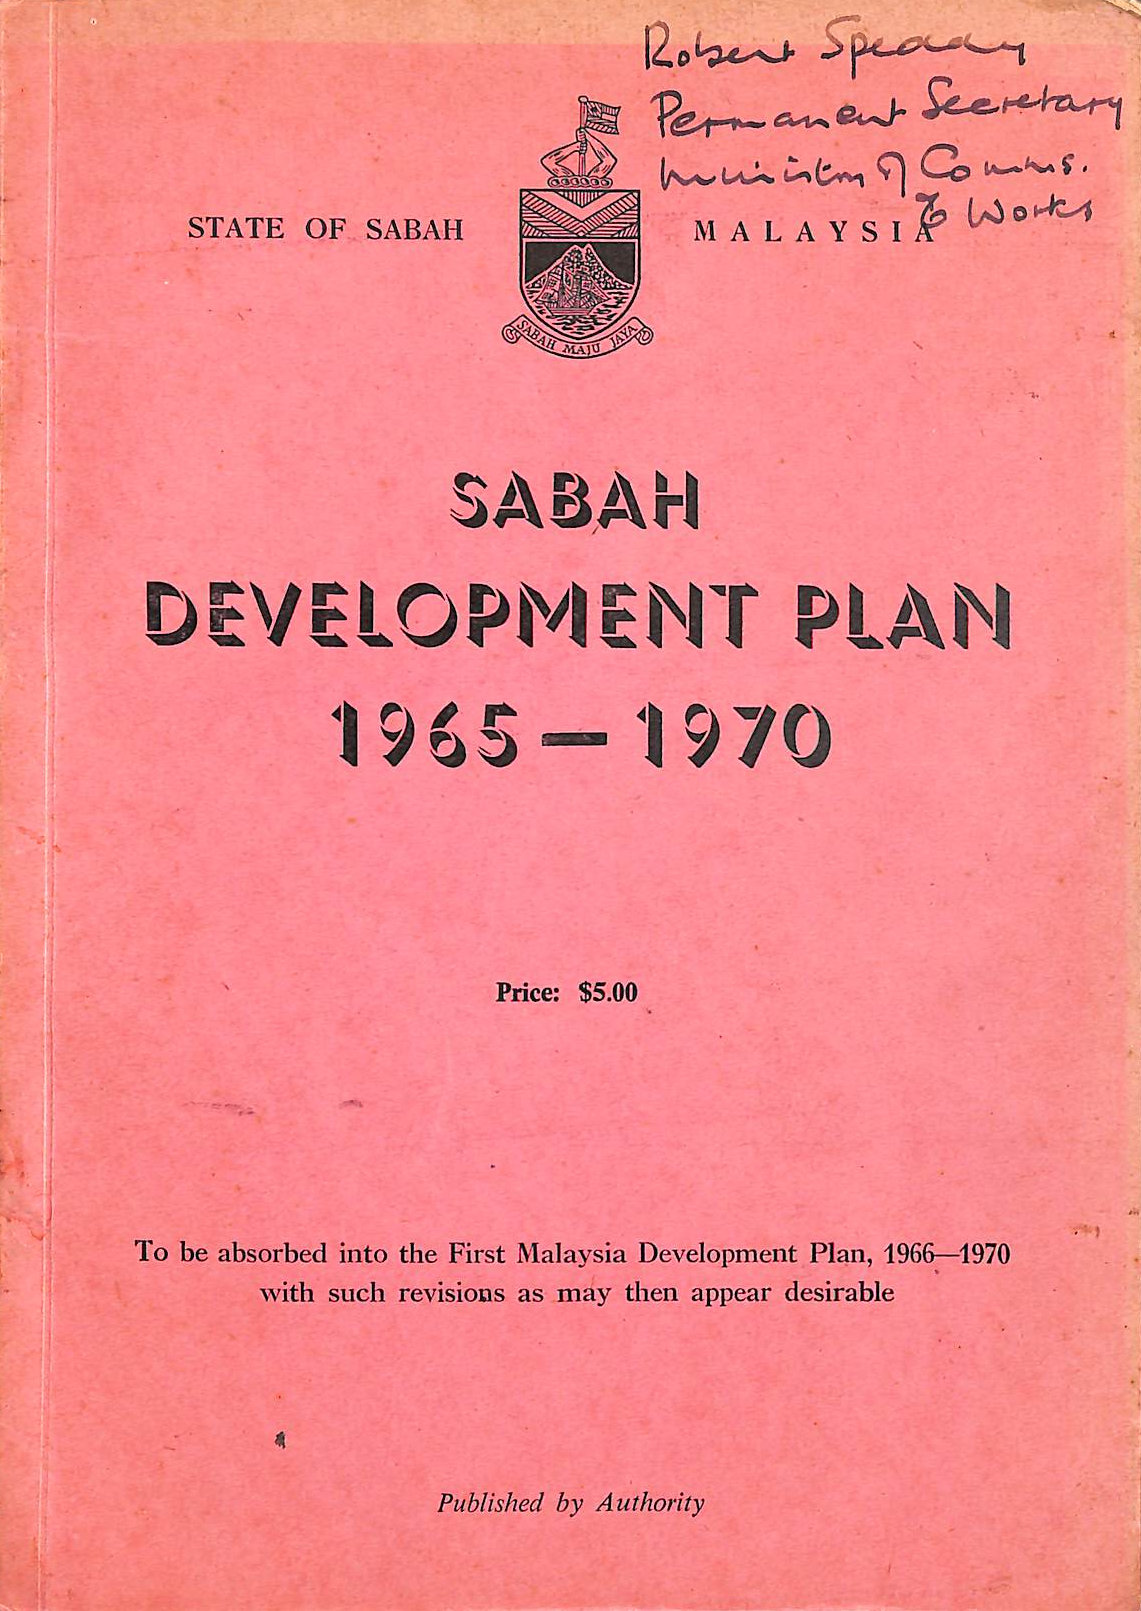 Robert Speddy
Permanent Secretary
Ministry of Comms.
& Works
STATE OF SABAH MALAYSIA
SABAH MAJU JAYA
SABAH
DEVELOPMENT PLAN
1965—1970
Price: $5.00
To be absorbed into the First Malaysia Development Plan, 1966—1970
with such revisions as may then appear desirable
Published by Authority